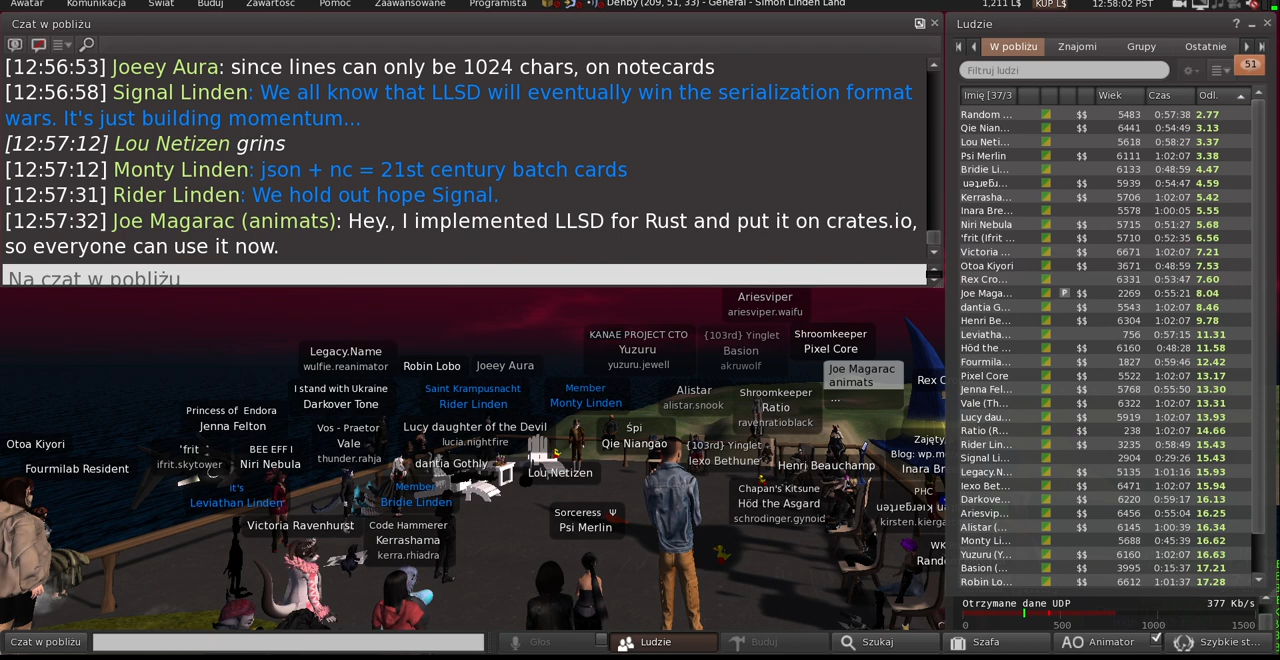 Awatar Komunikacja Świat Buduj Zawartość Pomoc Zaawansowane Programista Denby (209, 51, 33) - General - Simon Linden Land 1,211 L$ KUP L$ 12:58:02 PST
Czat w pobliżu
[12:56:53] Joeey Aura: since lines can only be 1024 chars, on notecards
[12:56:58] Signal Linden: We all know that LLSD will eventually win the serialization format
wars. It's just building momentum...
[12:57:12] Lou Netizen grins
[12:57:12] Monty Linden: json + nc = 21st century batch cards
[12:57:31] Rider Linden: We hold out hope Signal.
[12:57:32] Joe Magarac (animats): Hey., I implemented LLSD for Rust and put it on crates.io,
so everyone can use it now.
Na czat w pobliżu
Ariesviper
ariesviper.waifu
KANAE PROJECT CTO
Yuzuru
yuzuru.jewell
{103rd} Yinglet
Basion
akruwolf
Shroomkeeper
Pixel Core
Legacy.Name
wulfie.reanimator
Robin Lobo
Joeey Aura
Joe Magarac
animats
...
Rex C
I stand with Ukraine
Darkover Tone
Saint Krampusnacht
Rider Linden
Member
Monty Linden
Alistar
alistar.snook
Shroomkeeper
Ratio
ravenratioblack
Princess of Endora
Jenna Felton
Vos - Praetor
Vale
thunder.rahja
Lucy daughter of the Devil
lucia.nightfire
Śpi
Qie Niangao
{103rd} Yinglet
Iexo Bethune
Otoa Kiyori
Fourmilab Resident
'frit
ifrit.skytower
BEE EFF I
Niri Nebula
dantia Gothly
Lou Netizen
Henri Beauchamp
Zajęty,
Blog: wp.m
Inara Br
it's
Leviathan Linden
Member
Bridie Linden
Chapan's Kitsune
Höd the Asgard
schrodinger.gynoid
PHC
kirsten.kierga
Victoria Ravenhurst
Code Hammerer
Kerrashama
kerra.rhiadra
Sorceress Ψ
Psi Merlin
WK
Rand
Ludzie
? _ ×
W pobliżu Znajomi Grupy Ostatnie
51
Filtruj ludzi
Imię [37/3 Wiek Czas Odl.
Random ... $$ 5483 0:57:38 2.77
Qie Nian... $$ 6441 0:54:49 3.13
Lou Neti... 5618 0:58:27 3.37
Psi Merlin $$ 6111 1:02:07 3.38
Bridie Li... 6133 0:48:59 4.47
$$ 5939 0:54:47 4.59
Kerrasha... $$ 5706 1:02:07 5.42
Inara Bre... 5578 1:00:05 5.55
Niri Nebula $$ 5715 0:51:27 5.68
'frit (Ifrit ... $$ 5710 0:52:35 6.56
Victoria ... $$ 6671 1:02:07 7.21
Otoa Kiyori $$ 3671 0:48:59 7.53
Rex Cro... 6331 0:53:47 7.60
Joe Maga... P $$ 2269 0:55:21 8.04
dantia G... $$ 5543 1:02:07 8.46
Henri Be... $$ 6304 1:02:07 9.78
Leviatha... 756 0:57:15 11.31
Höd the ... $$ 6160 0:48:28 11.58
Fourmila... $$ 1827 0:59:46 12.42
Pixel Core $$ 5522 1:02:07 13.17
Jenna Fel... $$ 5768 0:55:50 13.30
Vale (Th... $$ 6322 1:02:07 13.31
Lucy dau... $$ 5919 1:02:07 13.93
Ratio (R... $$ 238 1:02:07 14.66
Rider Lin... $$ 3235 0:58:49 15.43
Signal Li... 2904 0:29:26 15.43
Legacy.N... $$ 5135 1:01:16 15.93
Iexo Bet... $$ 6471 1:02:07 15.94
Darkove... $$ 6220 0:59:17 16.13
Ariesvip... $$ 6456 0:55:04 16.25
Alistar (... $$ 6145 1:00:39 16.34
Monty Li... 5688 0:45:39 16.62
Yuzuru (Y... $$ 6160 1:02:07 16.63
Basion (... $$ 3995 0:15:37 17.21
Robin Lo... $$ 6612 1:01:37 17.28
Otrzymane dane UDP 377 Kb/s
0 500 1000 1500
Czat w pobliżu Głos Ludzie Buduj Szukaj Szafa AO Animator Szybkie st...